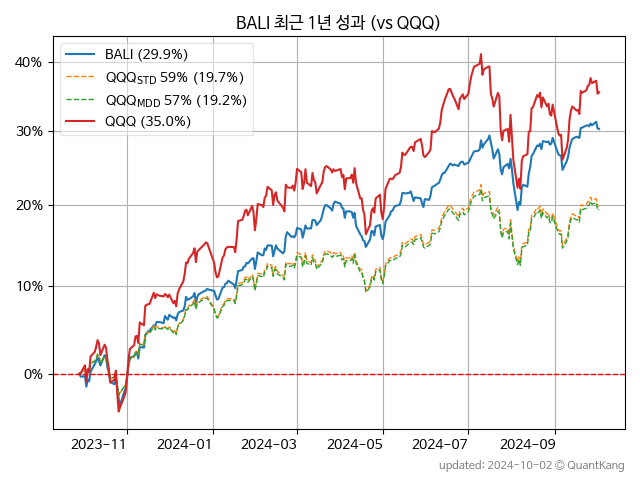 BALI 최근 1년 성과 (vs QQQ)
BALI (29.9%)
QQQSTD 59% (19.7%)
QQQMDD 57% (19.2%)
QQQ (35.0%)
40%
30%
20%
10%
0%
2023-11 2024-01 2024-03 2024-05 2024-07 2024-09
updated: 2024-10-02 © QuantKang